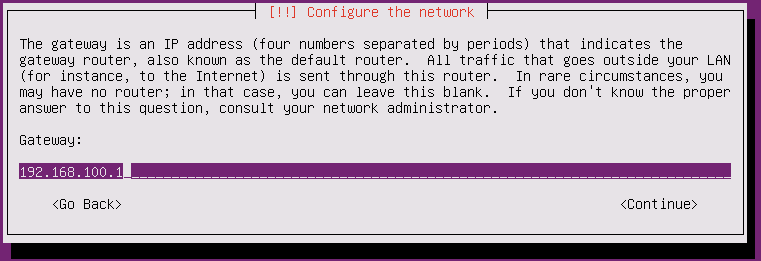 [!!] Configure the network
The gateway is an IP address (four numbers separated by periods) that indicates the
gateway router, also known as the default router.  All traffic that goes outside your LAN
(for instance, to the Internet) is sent through this router.  In rare circumstances, you
may have no router; in that case, you can leave this blank.  If you don't know the proper
answer to this question, consult your network administrator.
Gateway:
192.168.100.1
<Go Back> <Continue>